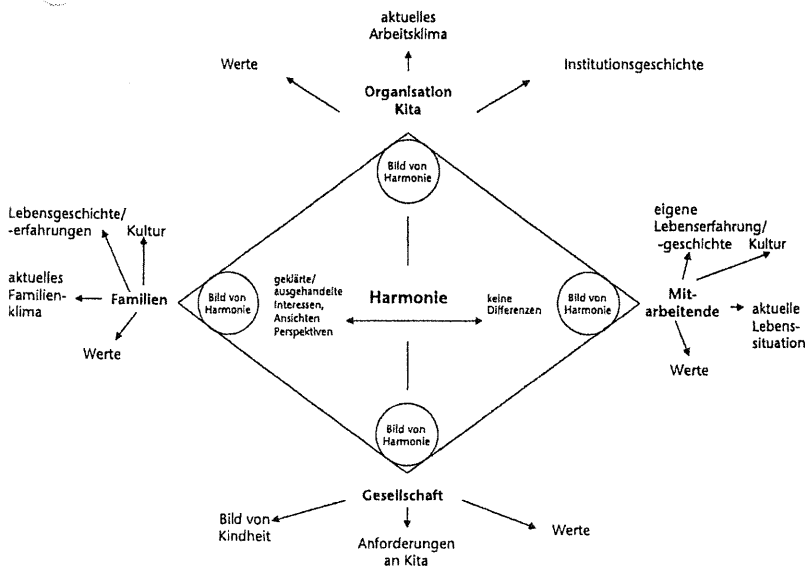 aktuelles
Arbeitsklima
Werte
Institutionsgeschichte
Organisation
Kita
Bild von
Harmonie
Lebensgeschichte/
-erfahrungen
Kultur
aktuelles
Familien-
klima
Familien
Werte
Bild von
Harmonie
geklärte/
ausgehandelte
Interessen,
Ansichten
Perspektiven
Harmonie
keine
Differenzen
Bild von
Harmonie
eigene
Lebenserfahrung/
-geschichte
Kultur
Mit-
arbeitende
aktuelle
Lebens-
situation
Werte
Bild von
Harmonie
Gesellschaft
Bild von
Kindheit
Anforderungen
an Kita
Werte